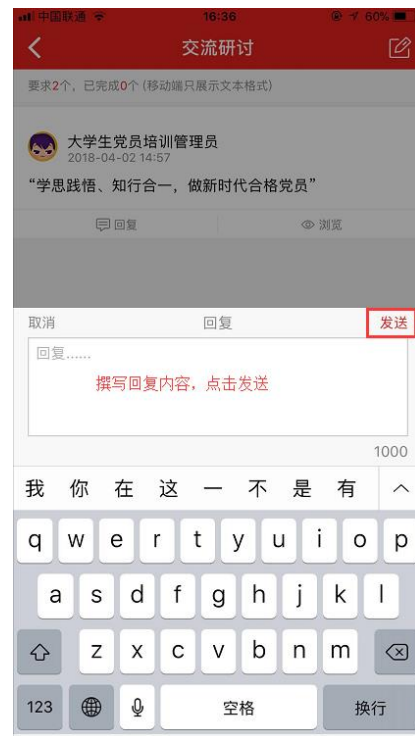 中国联通 16:36 60%
交流研讨
要求2个，已完成0个 (移动端只展示文本格式)
大学生党员培训管理员
2018-04-02 14:57
“学思践悟、知行合一，做新时代合格党员”
回复 浏览
取消 回复 发送
回复......
撰写回复内容，点击发送
1000
我 你 在 这 一 不 是 有
q w e r t y u i o p
a s d f g h j k l
z x c v b n m
123 空格 换行